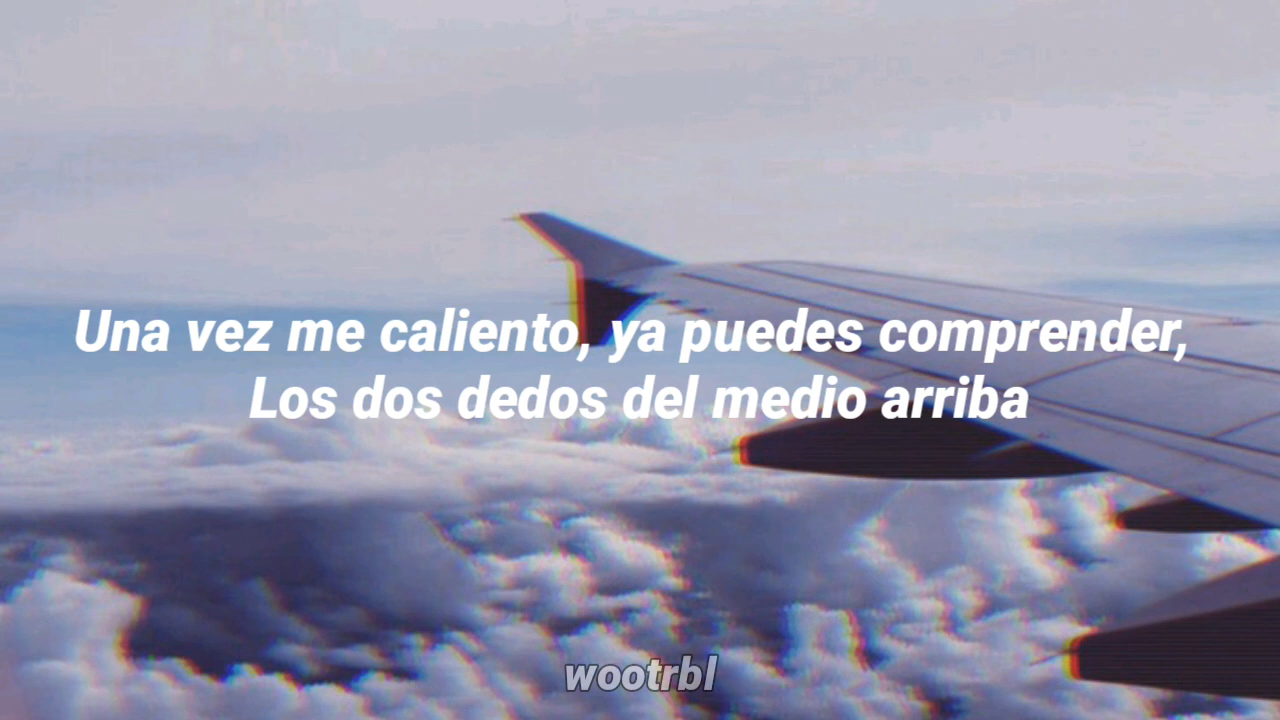 Una vez me caliento, ya puedes comprender,
Los dos dedos del medio arriba
wootrbl